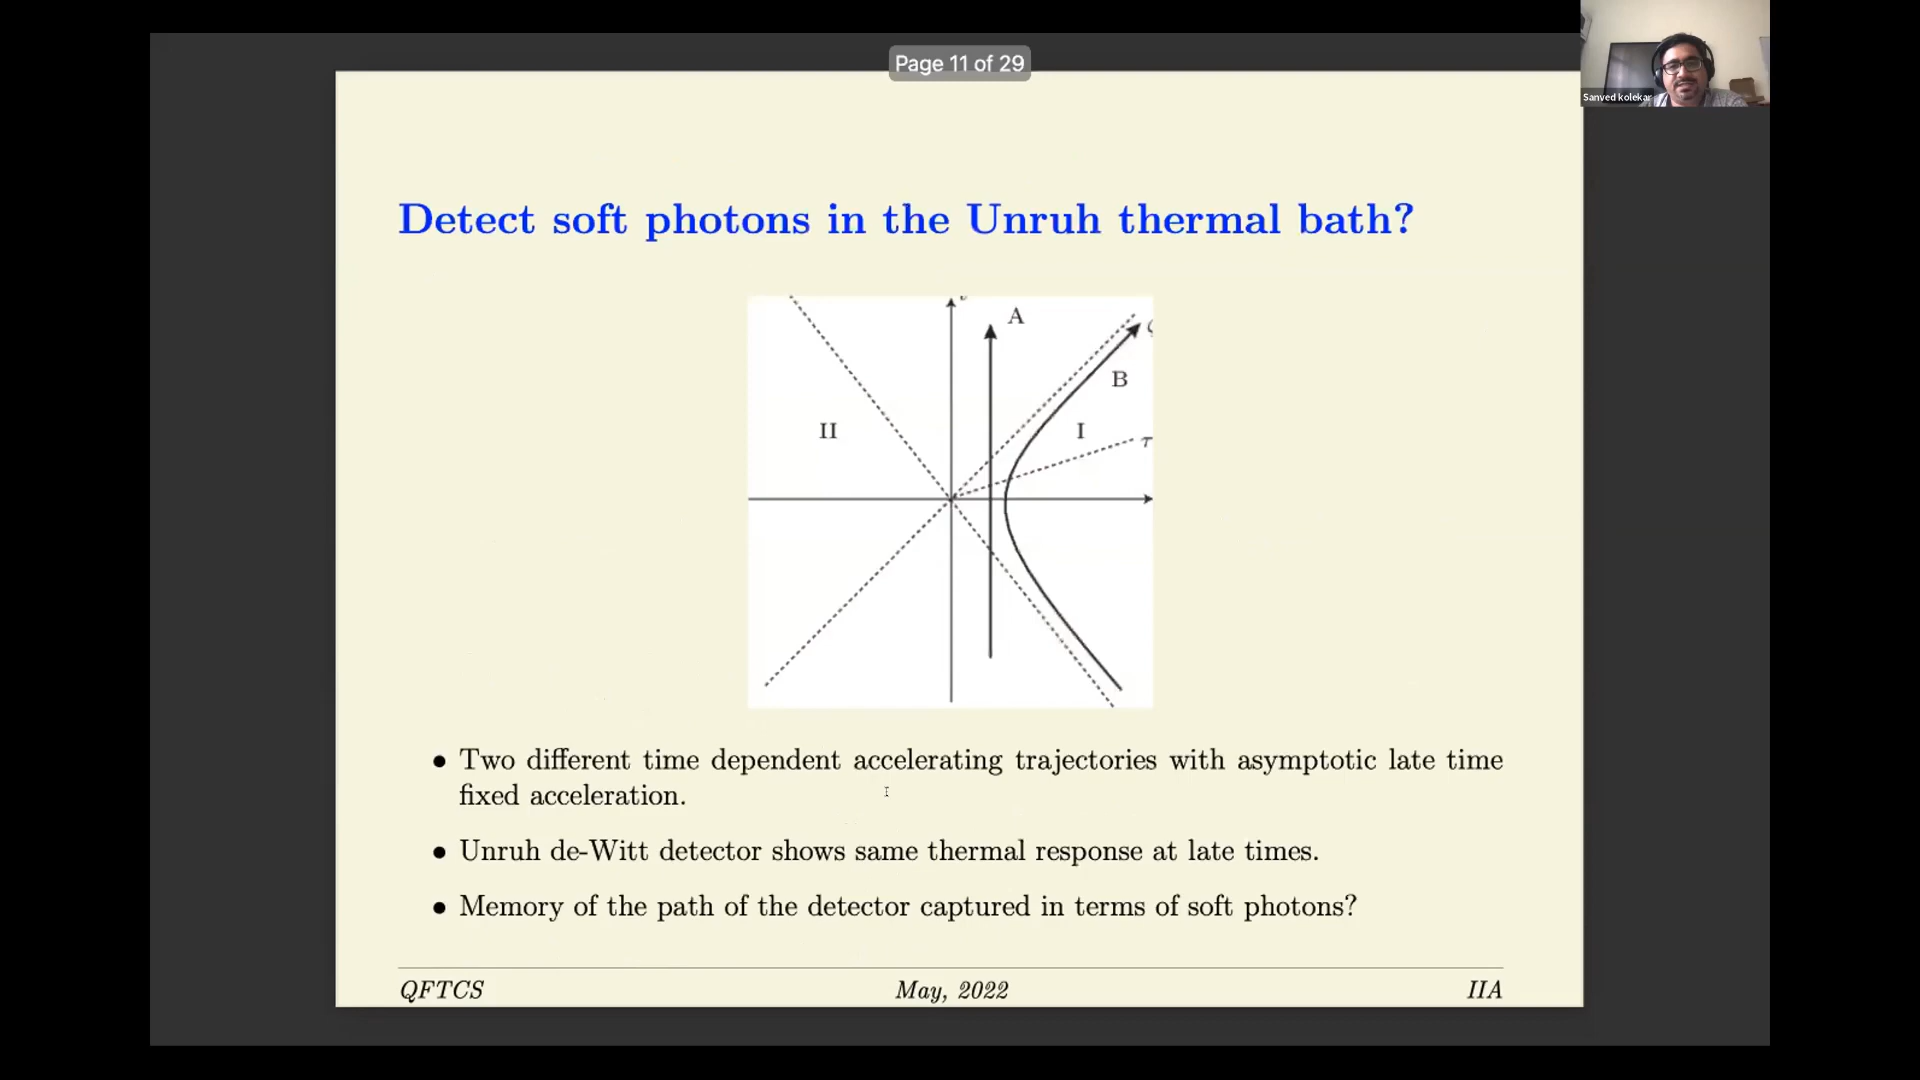 Page 11 of 29
Sanved kolekar
Detect soft photons in the Unruh thermal bath?
A
B
II
I
τ
• Two different time dependent accelerating trajectories with asymptotic late time
fixed acceleration.
• Unruh de-Witt detector shows same thermal response at late times.
• Memory of the path of the detector captured in terms of soft photons?
QFTCS May, 2022 IIA